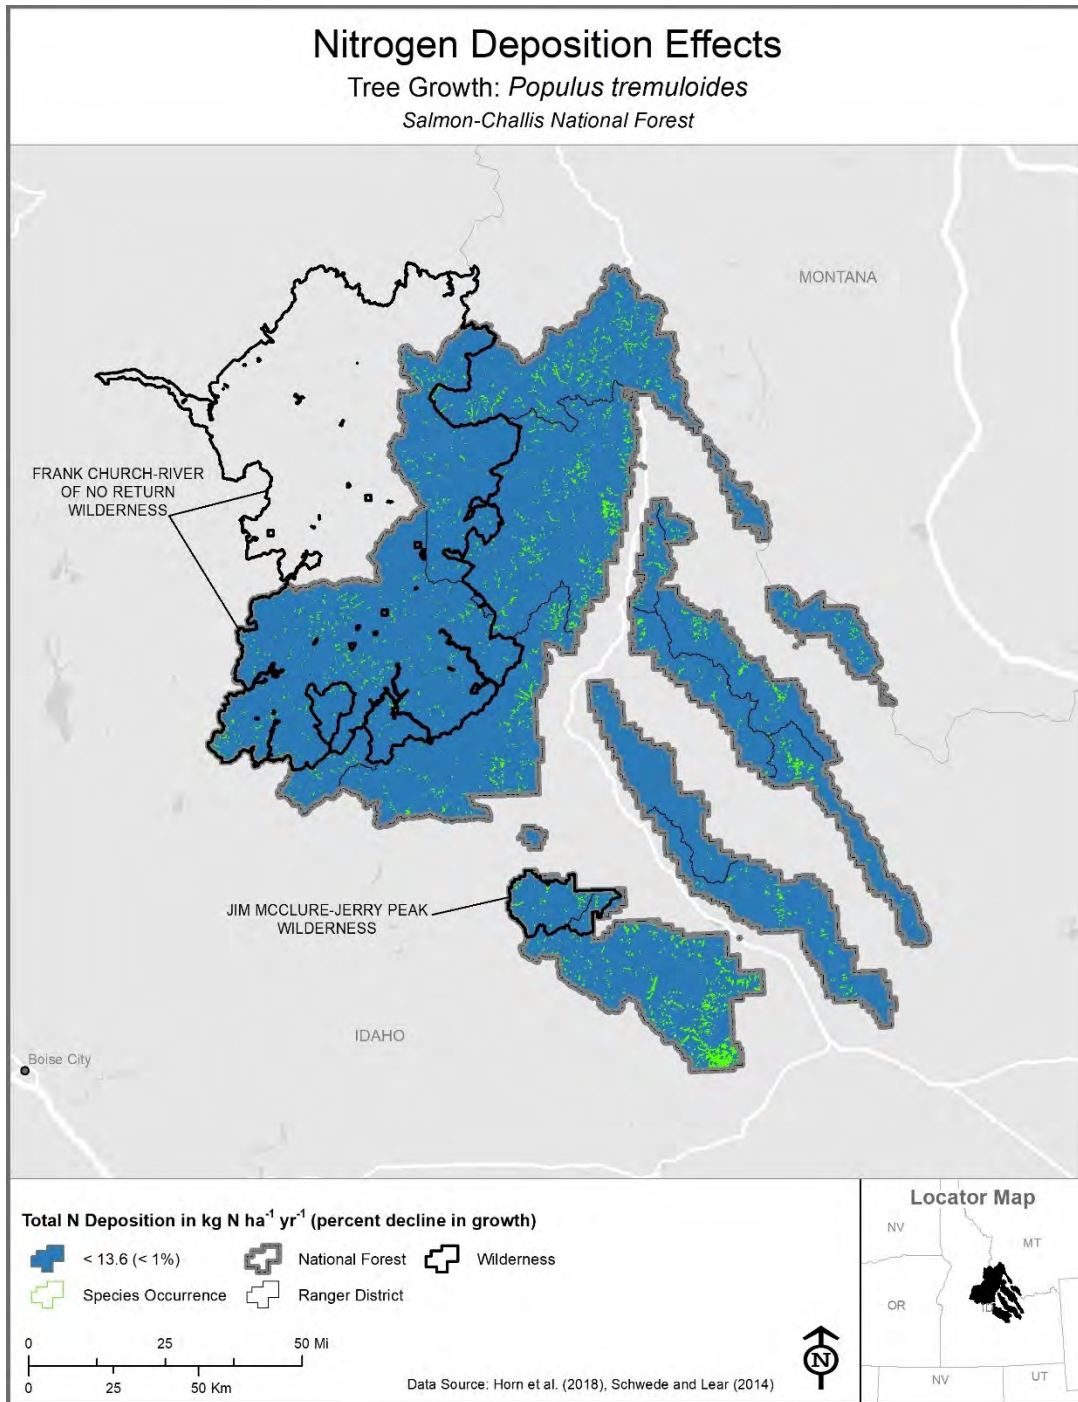 Nitrogen Deposition Effects
Tree Growth: Populus tremuloides
Salmon-Challis National Forest
MONTANA
FRANK CHURCH-RIVER
OF NO RETURN
WILDERNESS
JIM MCCLURE-JERRY PEAK
WILDERNESS
IDAHO
Boise City
Total N Deposition in kg N ha⁻¹ yr⁻¹ (percent decline in growth)
< 13.6 (< 1%)
National Forest
Wilderness
Species Occurrence
Ranger District
0 25 50 Mi
0 25 50 Km
Data Source: Horn et al. (2018), Schwede and Lear (2014)
N
Locator Map
NV
MT
OR
ID
NV
UT